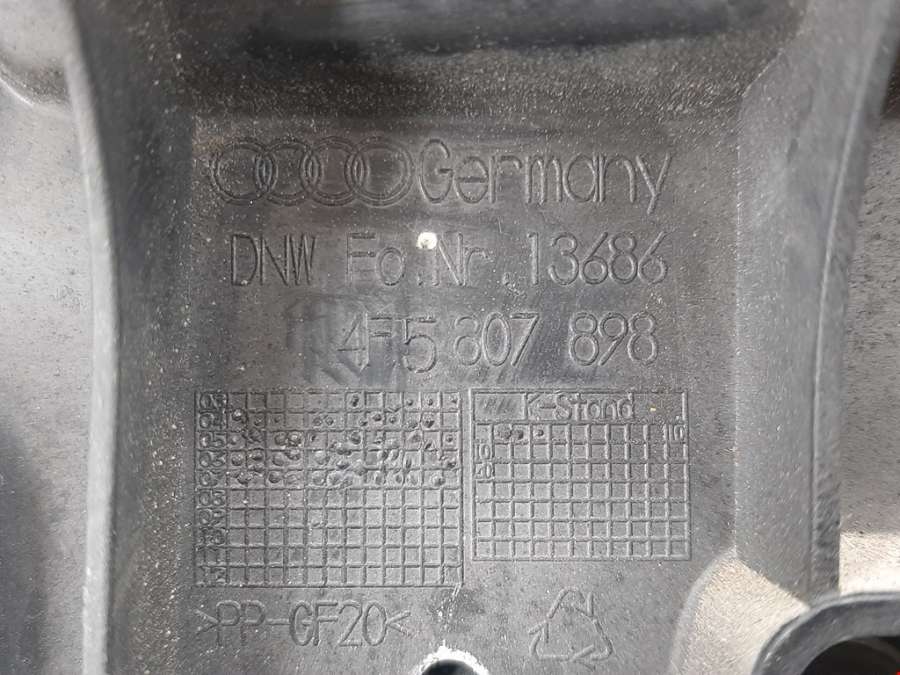 Germany
DNW Fo.Nr.13686
4F5 807 898
K-Stand
>PP-GF20<